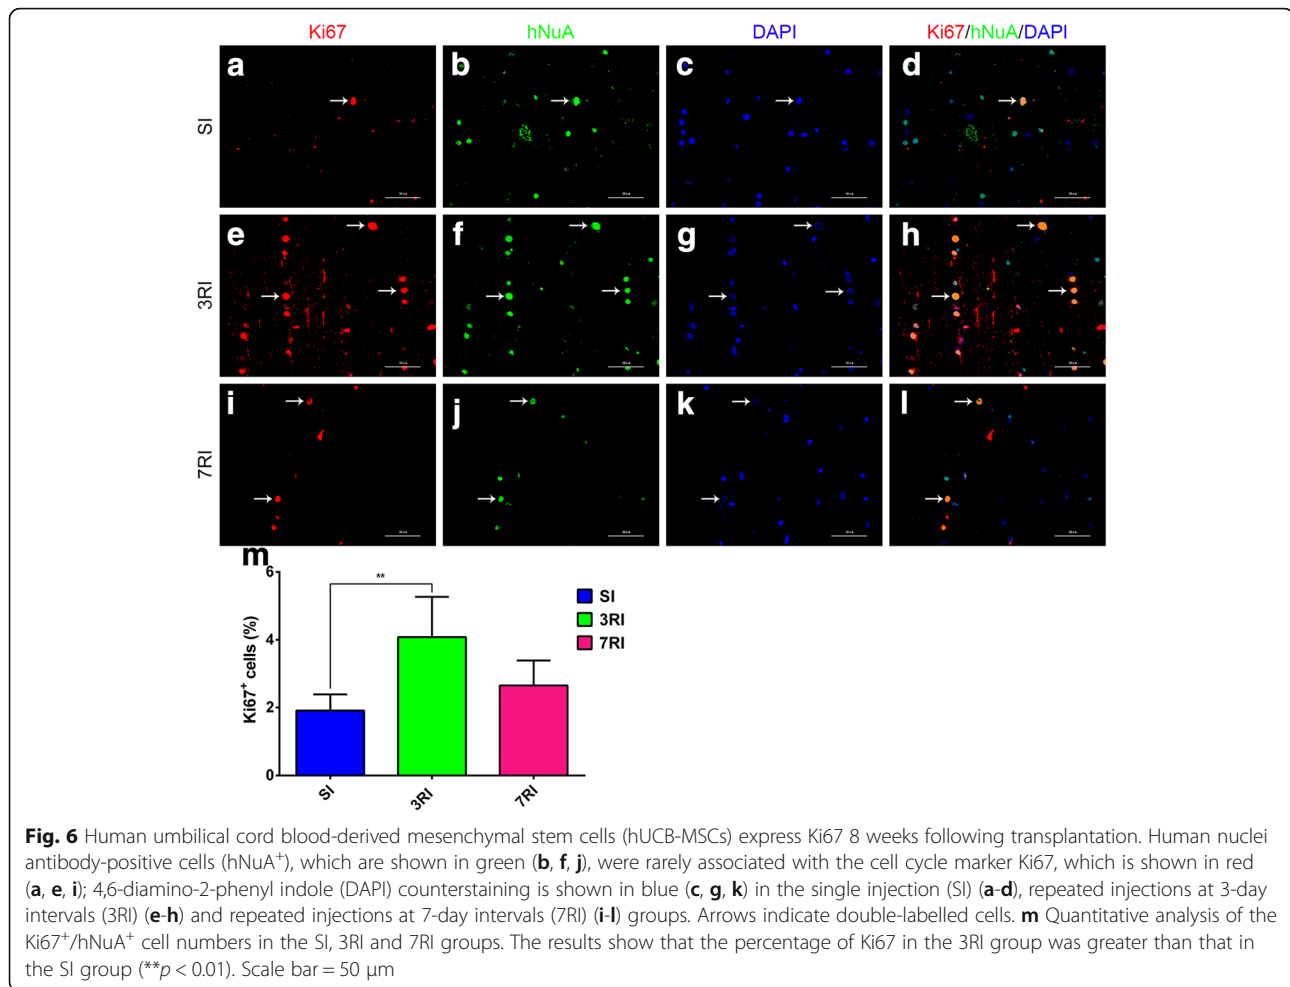 Ki67 hNuA DAPI Ki67/hNuA/DAPI
SI
a b c d
3RI
e f g h
7RI
i j k l
m
**
SI
3RI
7RI
Ki67+ cells (%)
6
4
2
0
SI 3RI 7RI
Fig. 6 Human umbilical cord blood-derived mesenchymal stem cells (hUCB-MSCs) express Ki67 8 weeks following transplantation. Human nuclei
antibody-positive cells (hNuA+), which are shown in green (b, f, j), were rarely associated with the cell cycle marker Ki67, which is shown in red
(a, e, i); 4,6-diamino-2-phenyl indole (DAPI) counterstaining is shown in blue (c, g, k) in the single injection (SI) (a-d), repeated injections at 3-day
intervals (3RI) (e-h) and repeated injections at 7-day intervals (7RI) (i-l) groups. Arrows indicate double-labelled cells. m Quantitative analysis of the
Ki67+/hNuA+ cell numbers in the SI, 3RI and 7RI groups. The results show that the percentage of Ki67 in the 3RI group was greater than that in
the SI group (**p < 0.01). Scale bar = 50 μm